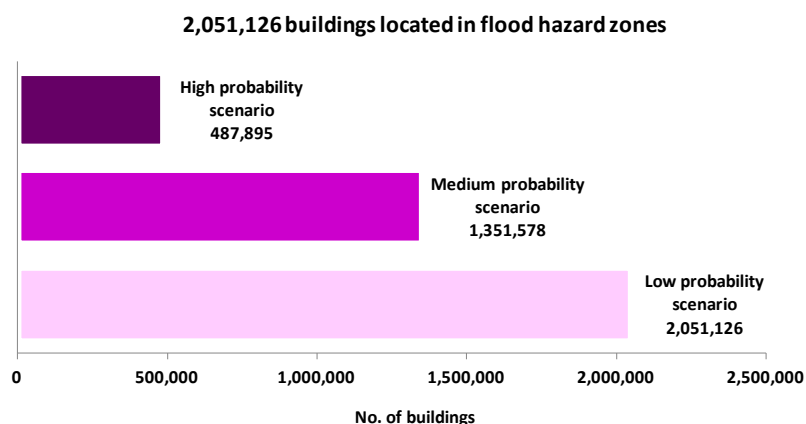 2,051,126 buildings located in flood hazard zones
High probability
scenario
487,895
Medium probability
scenario
1,351,578
Low probability
scenario
2,051,126
0
500,000
1,000,000
1,500,000
2,000,000
2,500,000
No. of buildings